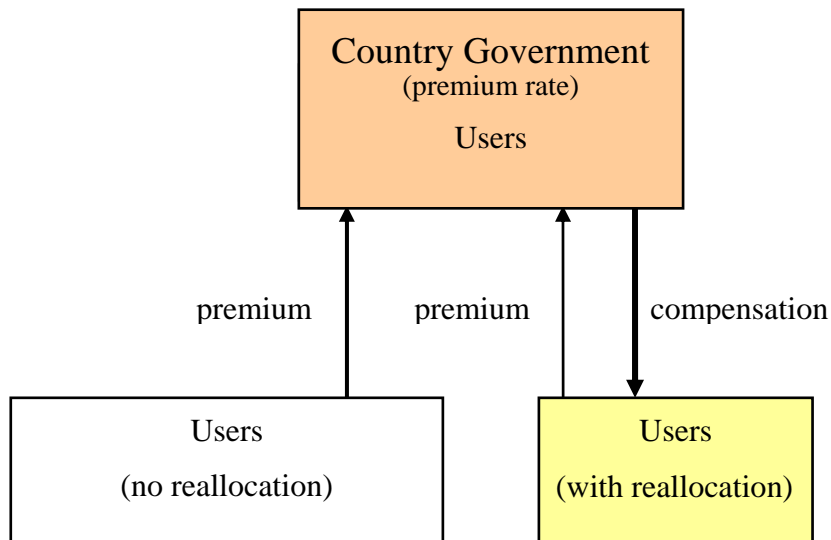 Country Government
(premium rate)
Users
premium
premium
compensation
Users
(no reallocation)
Users
(with reallocation)